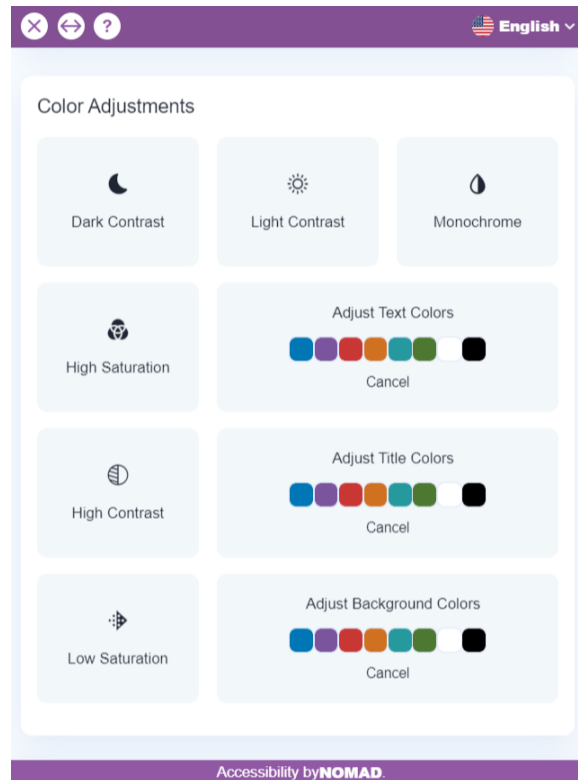 ? English
Color Adjustments
Dark Contrast
Light Contrast
Monochrome
High Saturation
Adjust Text Colors
Cancel
High Contrast
Adjust Title Colors
Cancel
Low Saturation
Adjust Background Colors
Cancel
Accessibility byNOMAD.